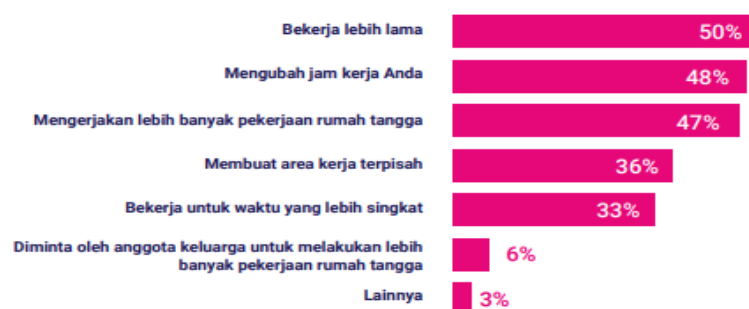 Bekerja lebih lama
50%
Mengubah jam kerja Anda
48%
Mengerjakan lebih banyak pekerjaan rumah tangga
47%
Membuat area kerja terpisah
36%
Bekerja untuk waktu yang lebih singkat
33%
Diminta oleh anggota keluarga untuk melakukan lebih
banyak pekerjaan rumah tangga
6%
Lainnya
3%